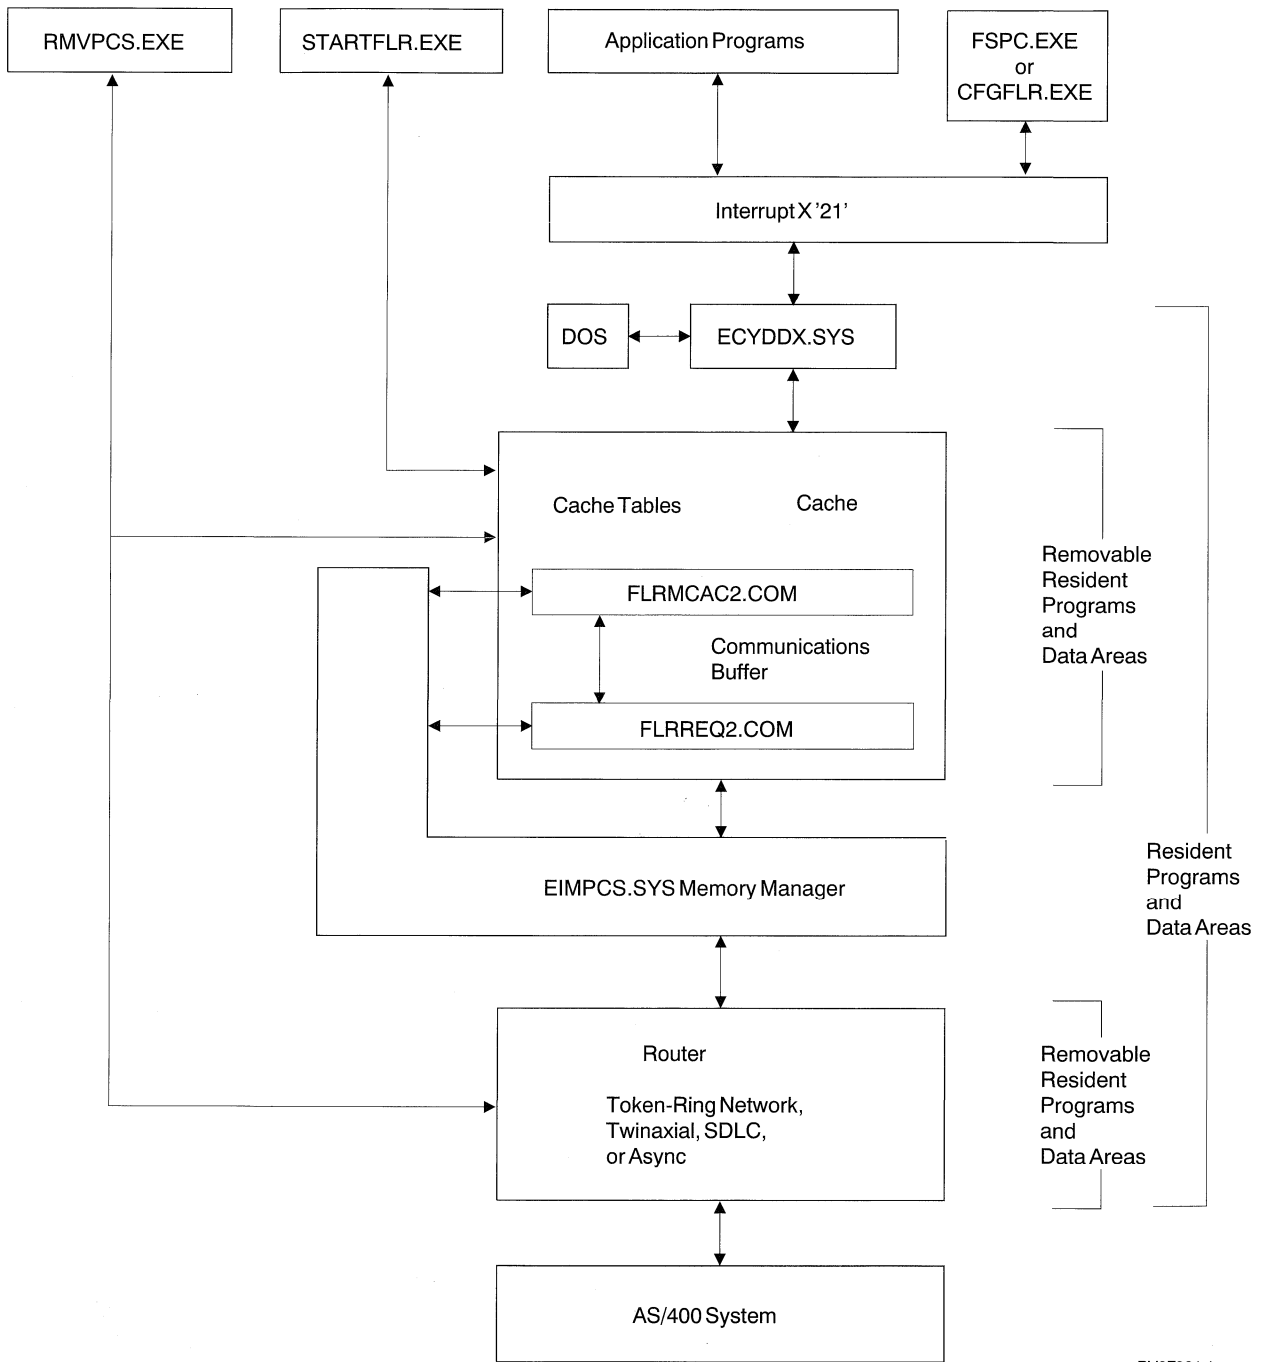 RMVPCS.EXE
STARTFLR.EXE
Application Programs
FSPC.EXE
or
CFGFLR.EXE
Interrupt X '21'
DOS
ECYDDX.SYS
Cache Tables
Cache
FLRMCAC2.COM
Communications
Buffer
FLRREQ2.COM
Removable
Resident
Programs
and
Data Areas
EIMPCS.SYS Memory Manager
Resident
Programs
and
Data Areas
Router
Token-Ring Network,
Twinaxial, SDLC,
or Async
Removable
Resident
Programs
and
Data Areas
AS/400 System